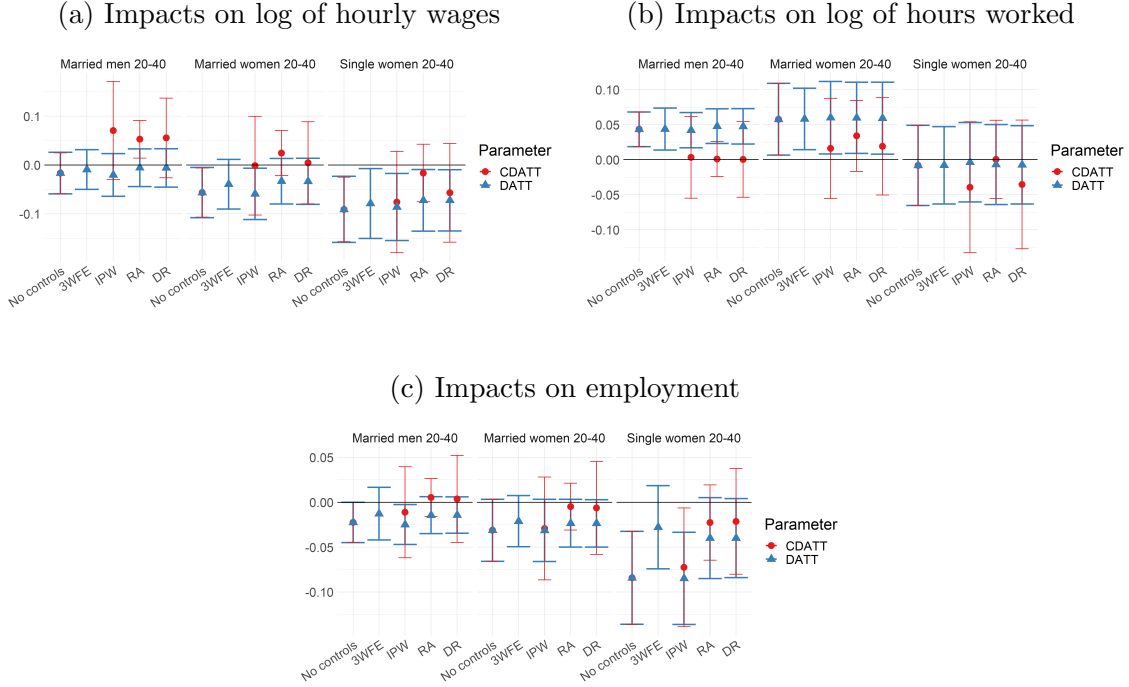 (a) Impacts on log of hourly wages
Married men 20-40 Married women 20-40 Single women 20-40
0.1
0.0
-0.1
No controls 3WFE IPW RA DR No controls 3WFE IPW RA DR No controls 3WFE IPW RA DR
Parameter
CDATT
DATT
(b) Impacts on log of hours worked
Married men 20-40 Married women 20-40 Single women 20-40
0.10
0.05
0.00
-0.05
-0.10
No controls 3WFE IPW RA DR No controls 3WFE IPW RA DR No controls 3WFE IPW RA DR
Parameter
CDATT
DATT
(c) Impacts on employment
Married men 20-40 Married women 20-40 Single women 20-40
0.05
0.00
-0.05
-0.10
No controls 3WFE IPW RA DR No controls 3WFE IPW RA DR No controls 3WFE IPW RA DR
Parameter
CDATT
DATT